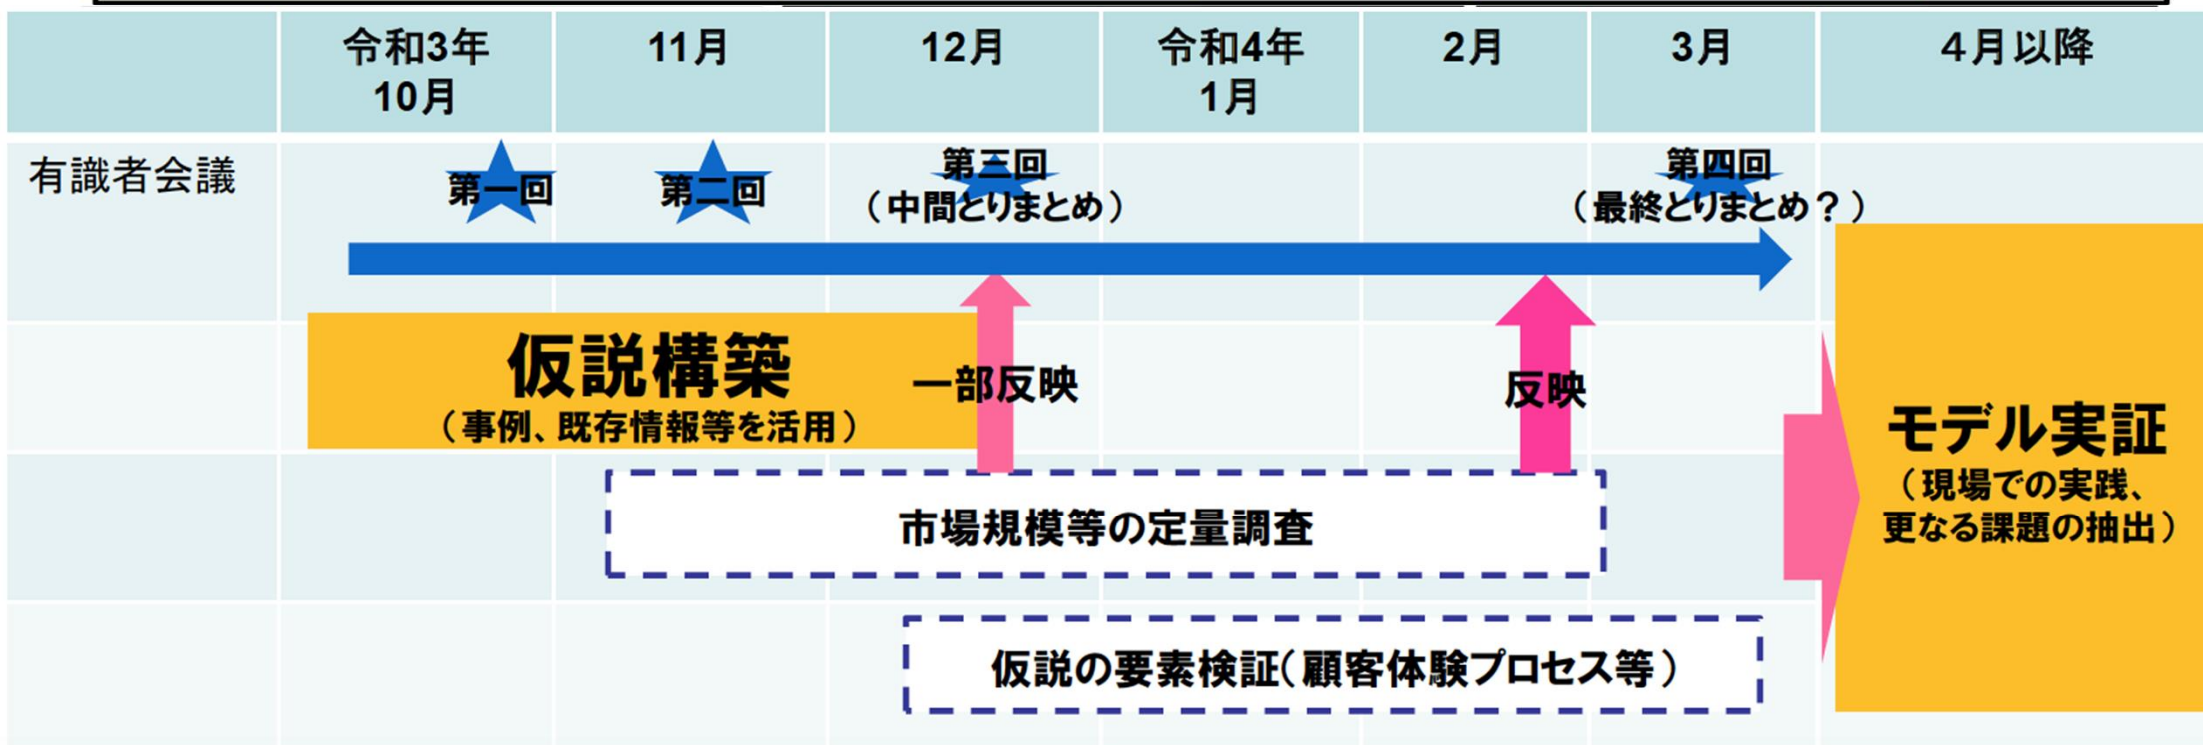 令和3年
10月
11月
12月
令和4年
1月
2月
3月
４月以降
有識者会議
第一回
第二回
第三回
（中間とりまとめ）
第四回
（最終とりまとめ？）
仮説構築
（事例、既存情報等を活用）
一部反映
反映
モデル実証
（現場での実践、
更なる課題の抽出）
市場規模等の定量調査
仮説の要素検証（顧客体験プロセス等）